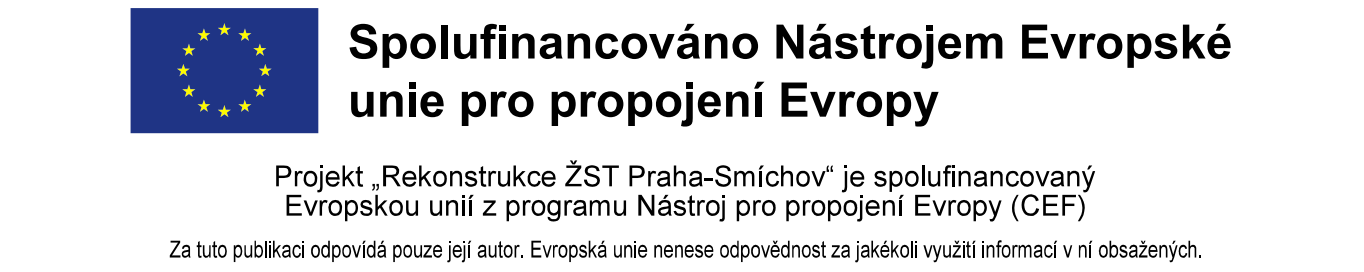 Spolufinancováno Nástrojem Evropské
unie pro propojení Evropy
Projekt „Rekonstrukce ŽST Praha-Smíchov“ je spolufinancovaný
Evropskou unií z programu Nástroj pro propojení Evropy (CEF)
Za tuto publikaci odpovídá pouze její autor. Evropská unie nenese odpovědnost za jakékoli využití informací v ní obsažených.